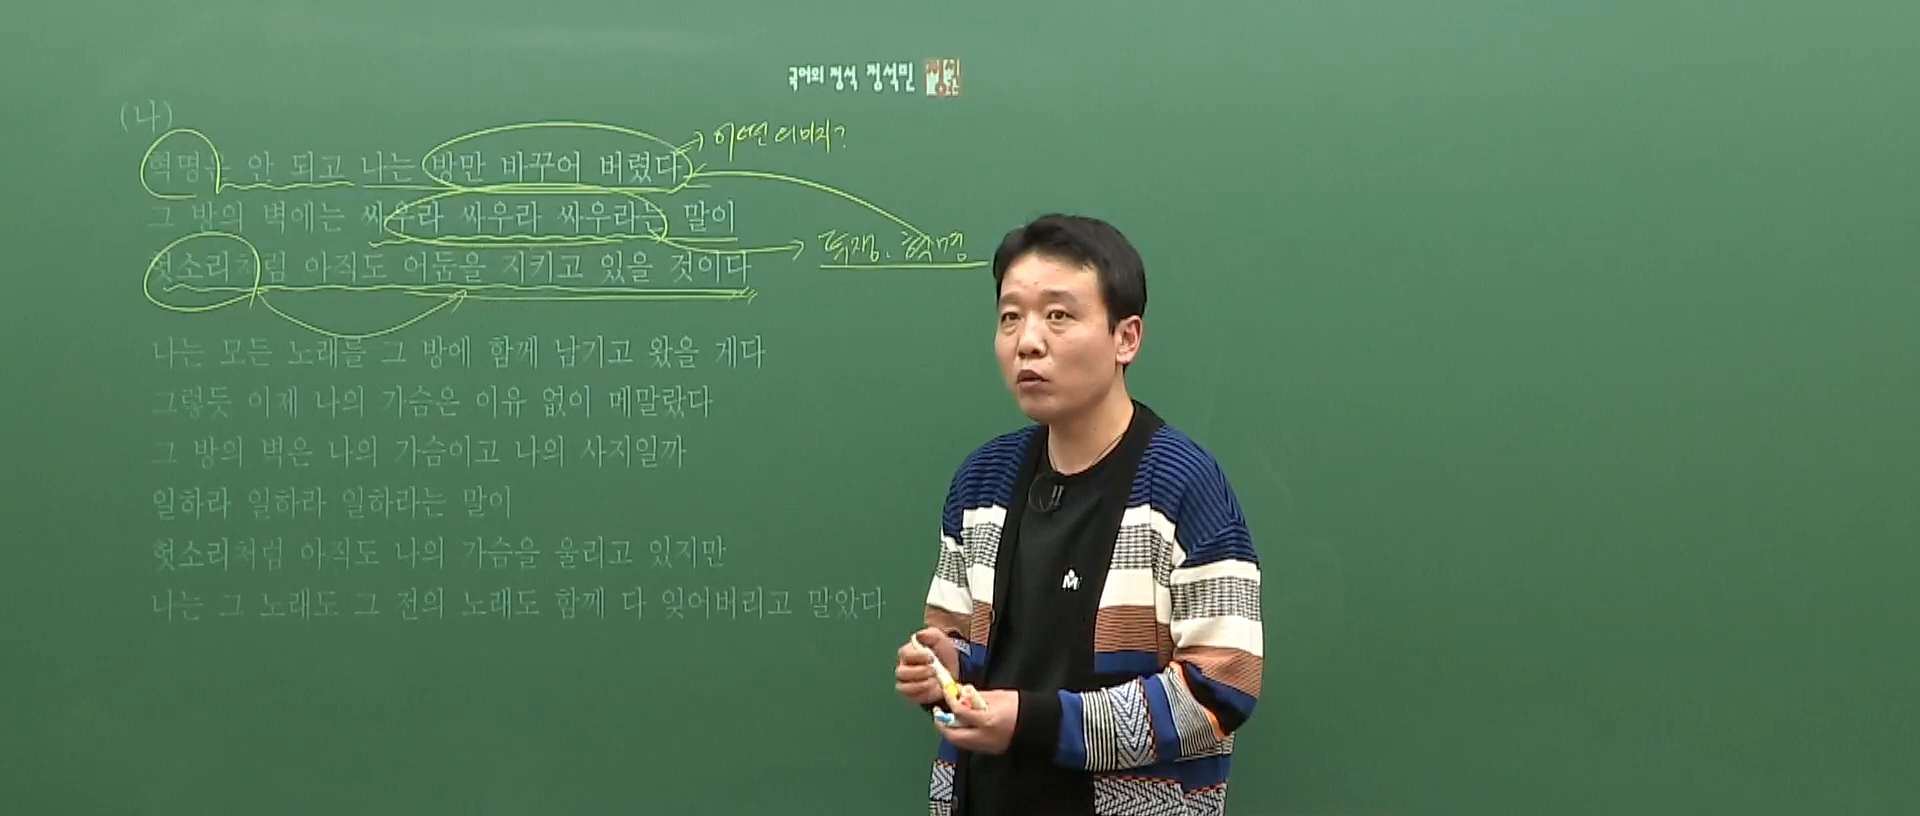 국어의 정석 정석민
(나)
혁명은 안 되고 나는 방만 바꾸어 버렸다
어떤 의미지?
그 방의 벽에는 싸우라 싸우라 싸우라는 말이
투쟁, 혁명
헛소리처럼 아직도 어둠을 지키고 있을 것이다
나는 모든 노래를 그 방에 함께 남기고 왔을 게다
그렇듯 이제 나의 가슴은 이유 없이 메말랐다
그 방의 벽은 나의 가슴이고 나의 사지일까
일하라 일하라 일하라는 말이
헛소리처럼 아직도 나의 가슴을 울리고 있지만
나는 그 노래도 그 전의 노래도 함께 다 잊어버리고 말았다
M